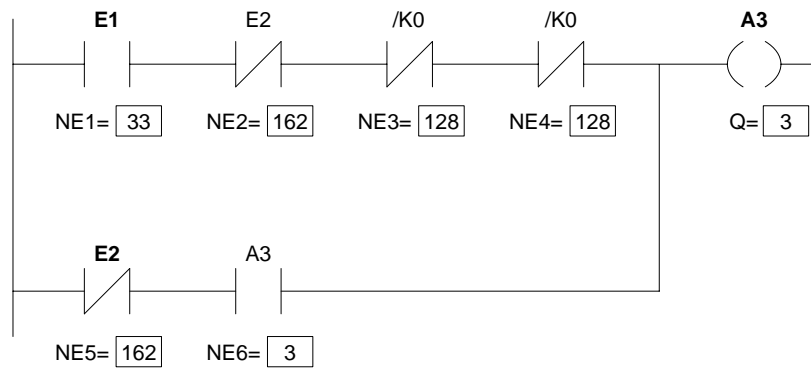 E1 E2 /K0 /K0 A3
NE1= 33 NE2= 162 NE3= 128 NE4= 128 Q= 3
E2 A3
NE5= 162 NE6= 3